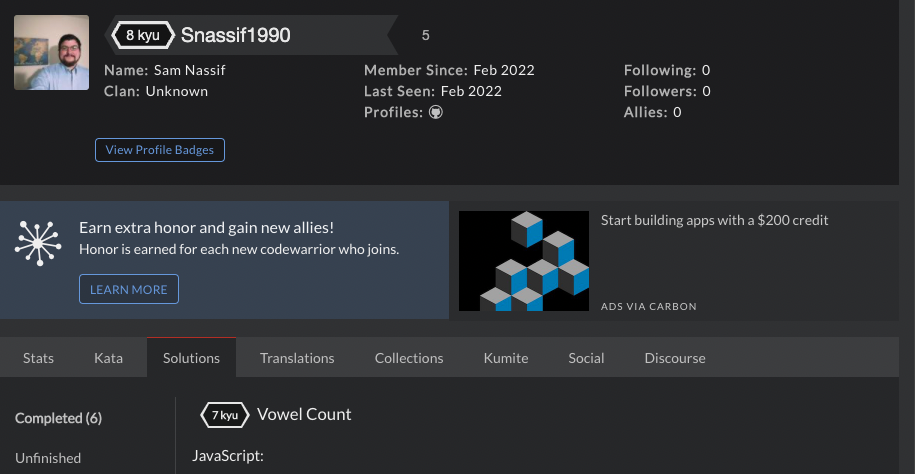 8 kyu Snassif1990 5
Name: Sam Nassif
Clan: Unknown
Member Since: Feb 2022
Last Seen: Feb 2022
Profiles:
Following: 0
Followers: 0
Allies: 0
View Profile Badges
Earn extra honor and gain new allies!
Honor is earned for each new codewarrior who joins.
LEARN MORE
Start building apps with a $200 credit
ADS VIA CARBON
Stats Kata Solutions Translations Collections Kumite Social Discourse
Completed (6)
Unfinished
7 kyu Vowel Count
JavaScript: